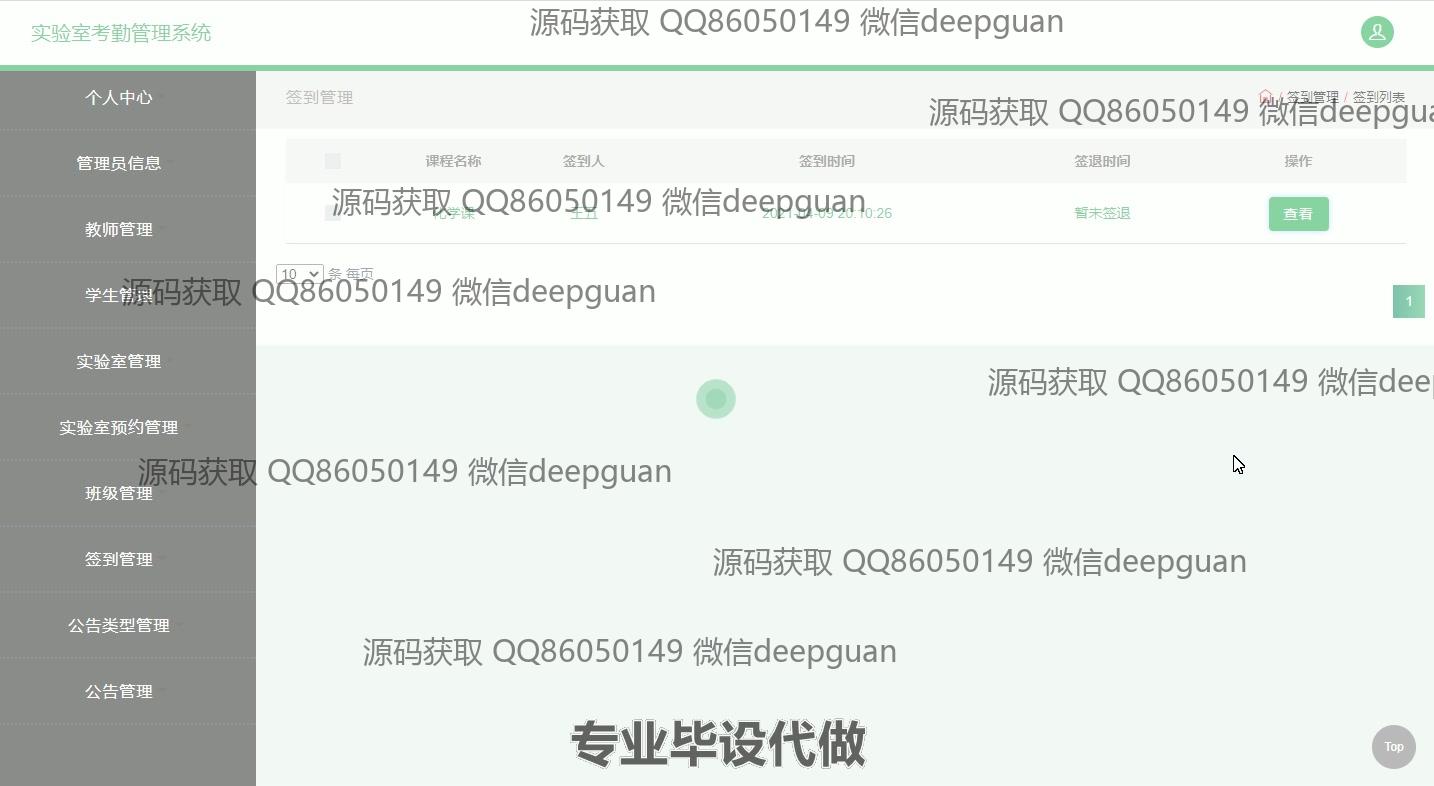 源码获取 QQ86050149 微信deepguan
实验室考勤管理系统
个人中心
签到管理
/ 签到管理 / 签到列表
源码获取 QQ86050149 微信deepgua
管理员信息
课程名称 签到人 签到时间 签退时间 操作
源码获取 QQ86050149 微信deepguan
化学课 王五 2021-04-09 20:10:26 暂未签退 查看
教师管理
10 条 每页
学生管理
源码获取 QQ86050149 微信deepguan
1
实验室管理
源码获取 QQ86050149 微信deep
实验室预约管理
源码获取 QQ86050149 微信deepguan
班级管理
签到管理
源码获取 QQ86050149 微信deepguan
公告类型管理
源码获取 QQ86050149 微信deepguan
公告管理
专业毕设代做
Top